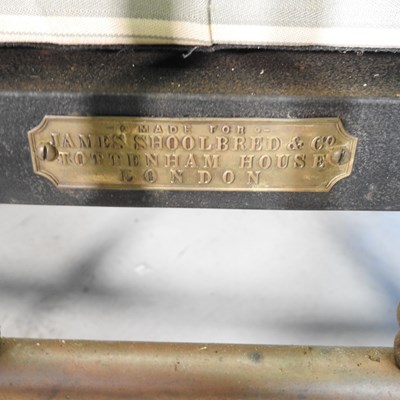 MADE FOR
JAMES SHOOLBRED & Co
TOTTENHAM HOUSE
LONDON